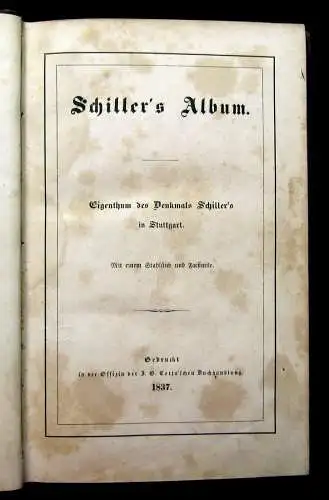 Schiller's Album.
Eigenthum des Denkmals Schiller's
in Stuttgart.
Mit einem Stahlstich und Facsimile.
Gedruckt
in der Offizin der J. G. Cotta'schen Buchhandlung.
1837.